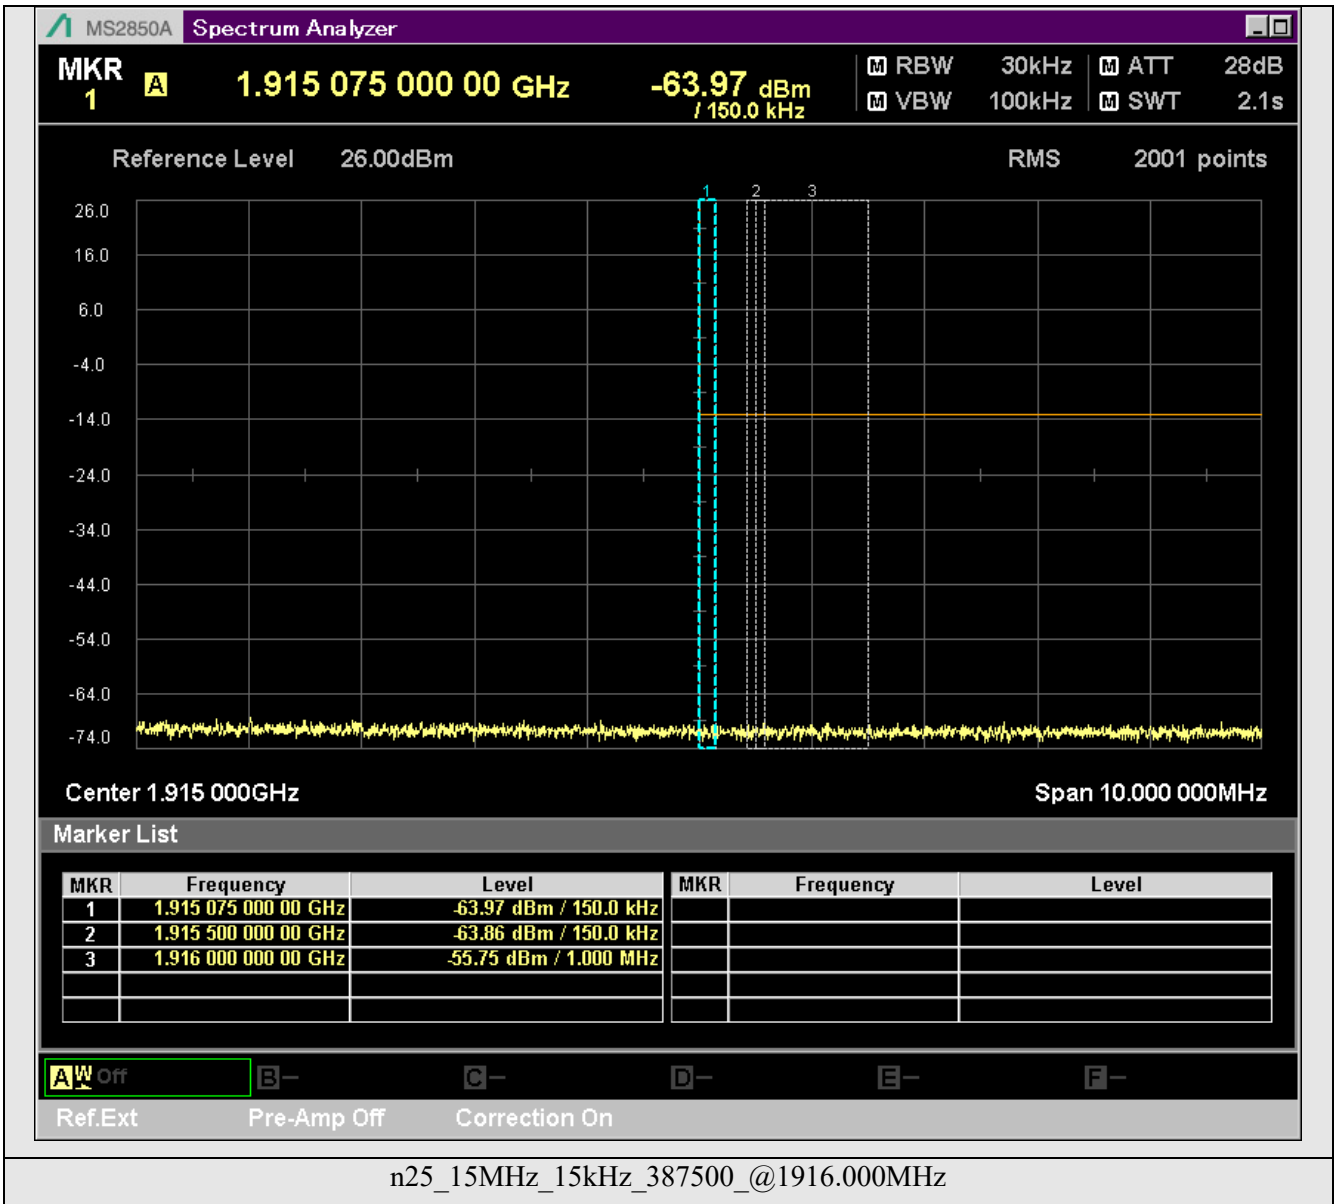 MS2850A Spectrum Analyzer
MKR 1 A 1.915 075 000 00 GHz -63.97 dBm / 150.0 kHz
M RBW 30kHz M ATT 28dB
M VBW 100kHz M SWT 2.1s
Reference Level 26.00dBm RMS 2001 points
1 2 3
26.0
16.0
6.0
-4.0
-14.0
-24.0
-34.0
-44.0
-54.0
-64.0
-74.0
Center 1.915 000GHz Span 10.000 000MHz
Marker List
MKR Frequency Level MKR Frequency Level
1 1.915 075 000 00 GHz -63.97 dBm / 150.0 kHz
2 1.915 500 000 00 GHz -63.86 dBm / 150.0 kHz
3 1.916 000 000 00 GHz -55.75 dBm / 1.000 MHz
A W Off B- C- D- E- F-
Ref.Ext Pre-Amp Off Correction On
n25_15MHz_15kHz_387500_@1916.000MHz